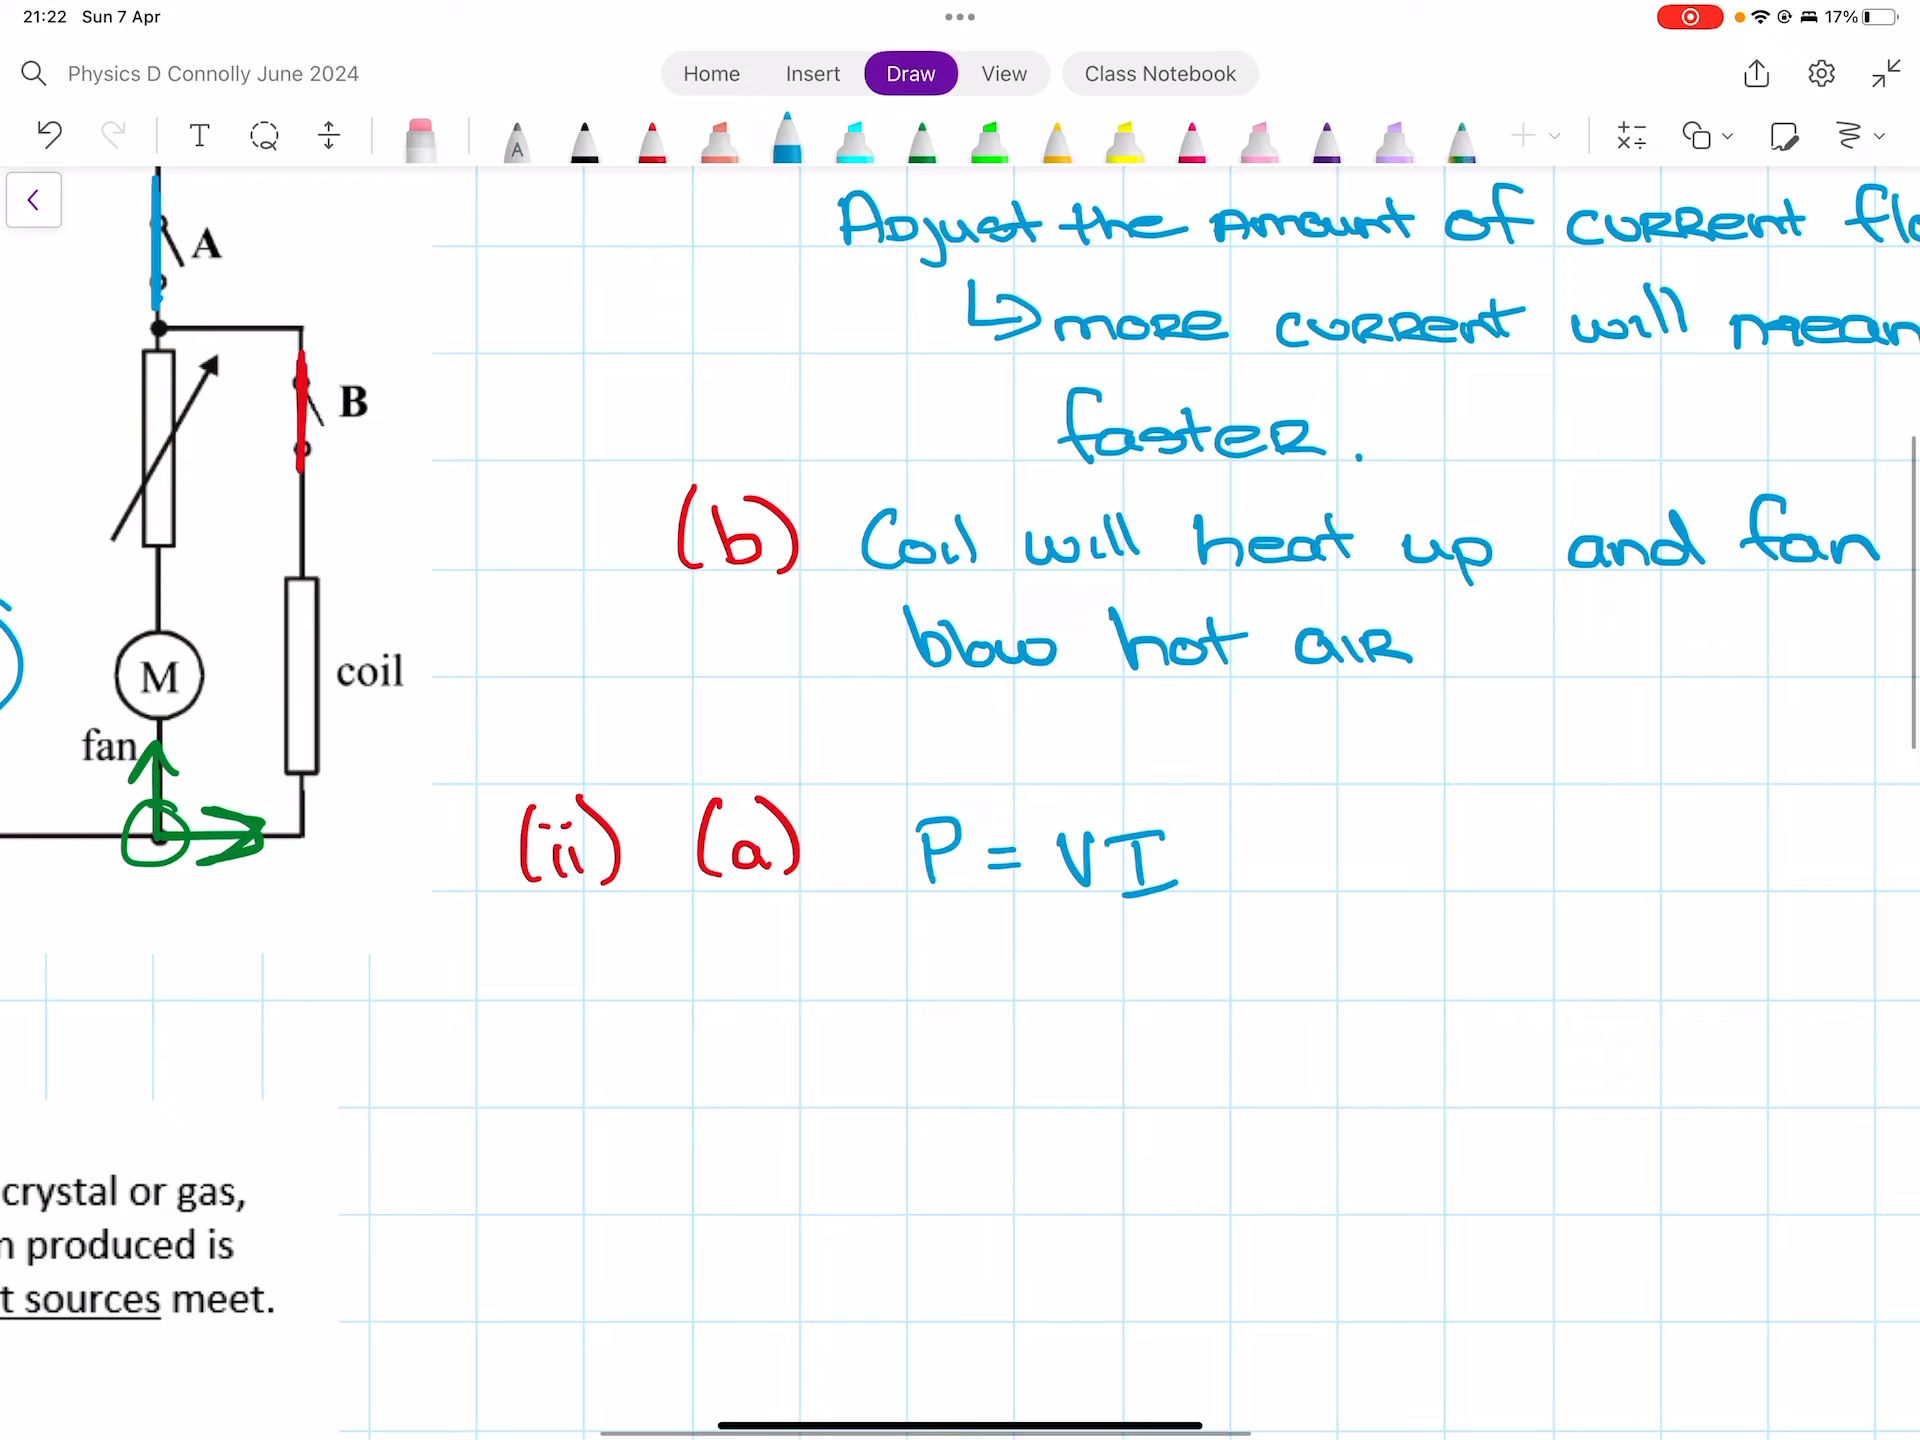 21:22 Sun 7 Apr
17%
Physics D Connolly June 2024
Home Insert Draw View Class Notebook
T
A
A
Adjust the amount of current flo
more current will mean
B
faster.
(b) Coil will heat up and fan
blow hot air
M
coil
fan
(ii) (a) P = VI
crystal or gas,
n produced is
t sources meet.